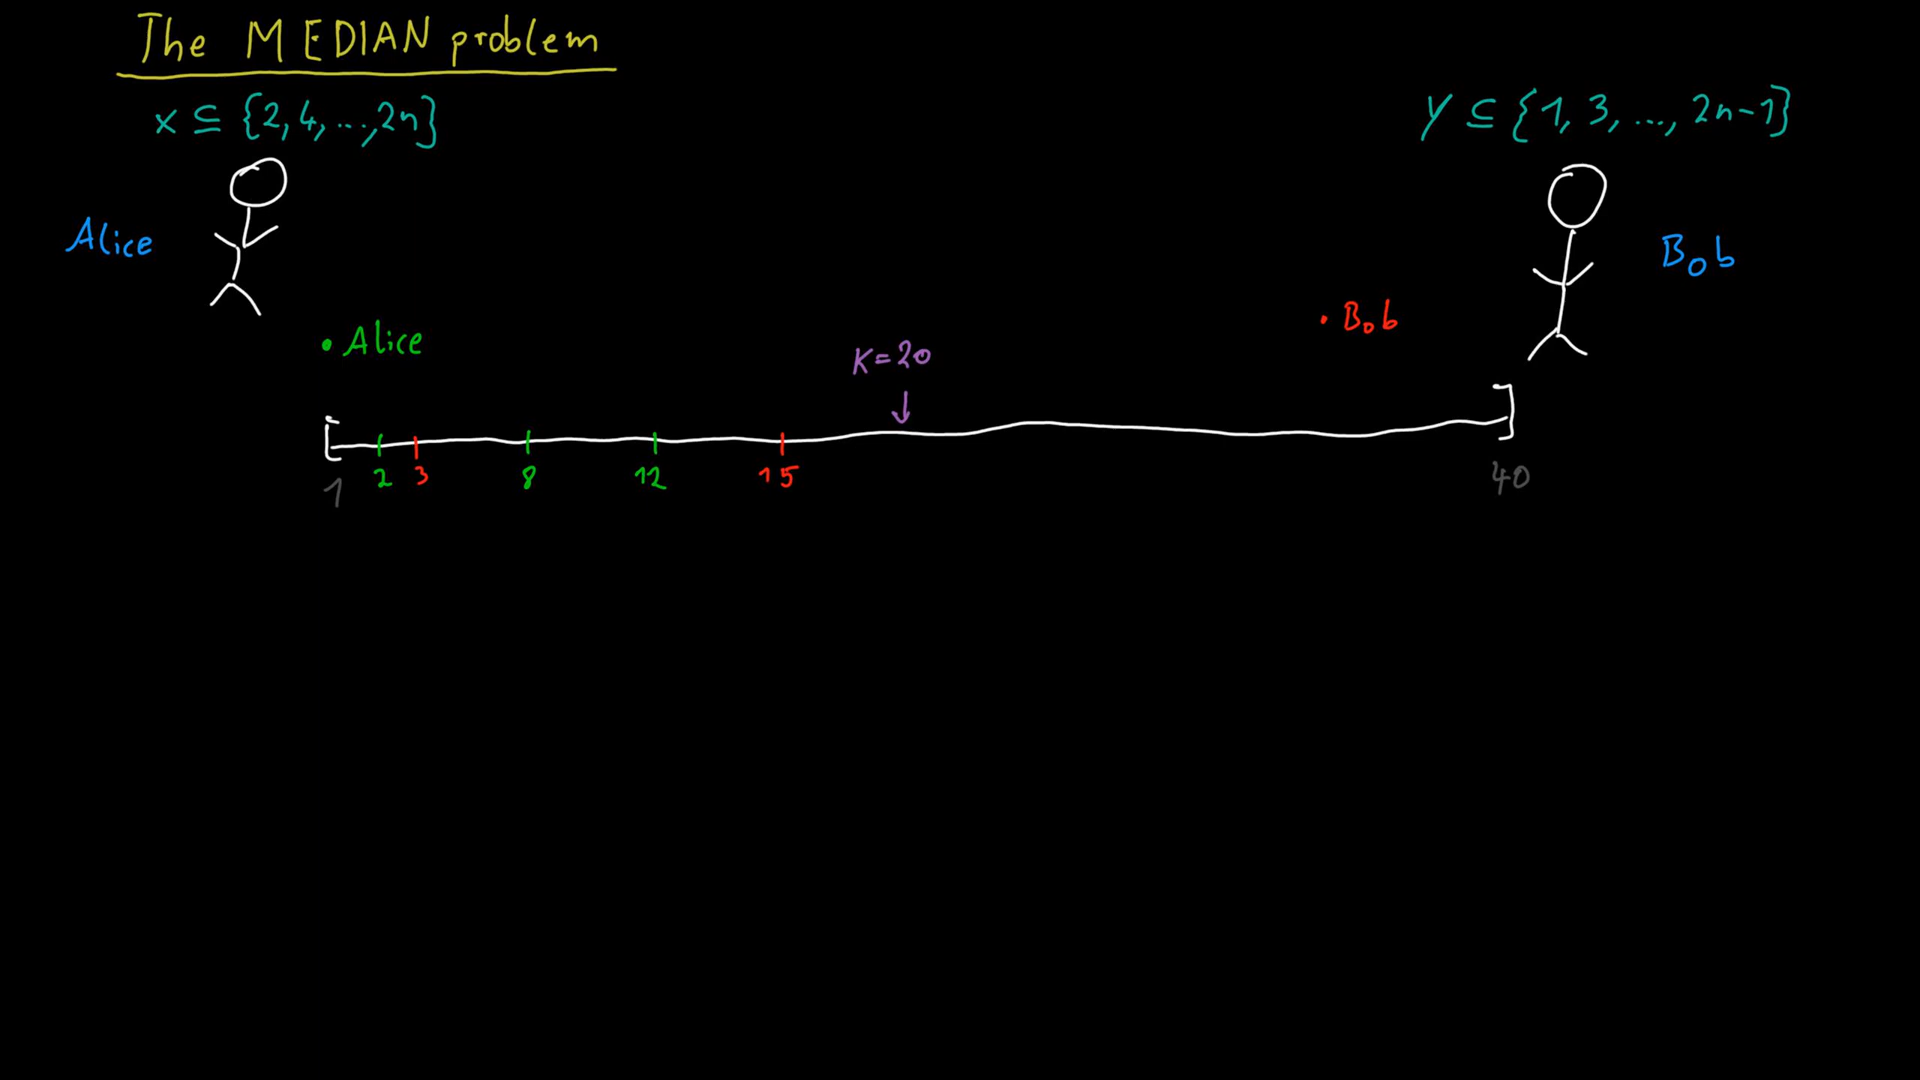 The MEDIAN problem
x ⊆ {2,4,...,2n}
y ⊆ {1, 3, ..., 2n-1}
Alice
Bob
• Alice
• Bob
K=20
↓
1 2 3 8 12 15 40